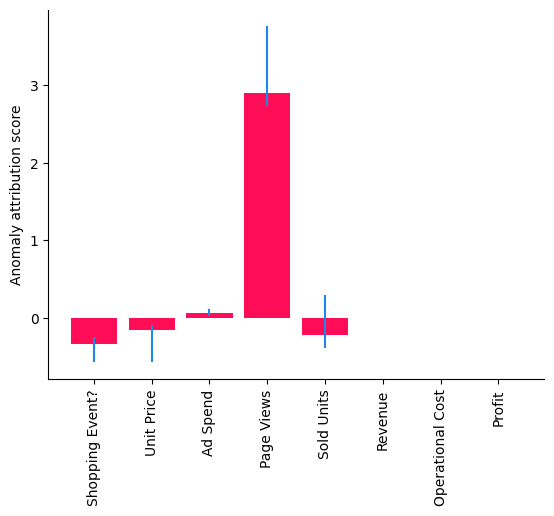 Anomaly attribution score
3
2
1
0
Shopping Event?
Unit Price
Ad Spend
Page Views
Sold Units
Revenue
Operational Cost
Profit